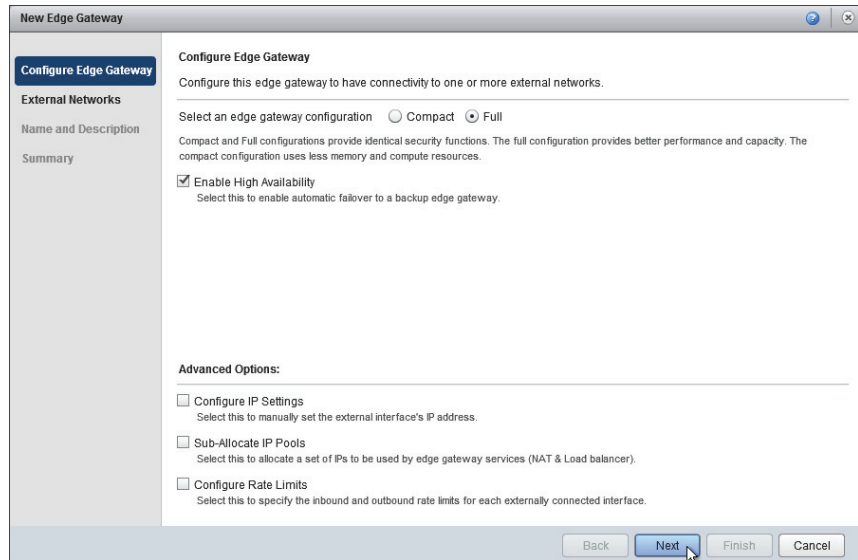 New Edge Gateway
Configure Edge Gateway
External Networks
Name and Description
Summary
Configure Edge Gateway
Configure this edge gateway to have connectivity to one or more external networks.
Select an edge gateway configuration Compact Full
Compact and Full configurations provide identical security functions. The full configuration provides better performance and capacity. The
compact configuration uses less memory and compute resources.
Enable High Availability
Select this to enable automatic failover to a backup edge gateway.
Advanced Options:
Configure IP Settings
Select this to manually set the external interface's IP address.
Sub-Allocate IP Pools
Select this to allocate a set of IPs to be used by edge gateway services (NAT & Load balancer).
Configure Rate Limits
Select this to specify the inbound and outbound rate limits for each externally connected interface.
Back Next Finish Cancel